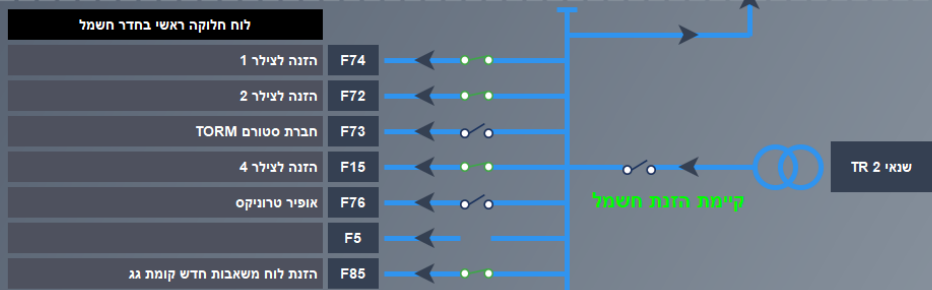 לוח חלוקה ראשי בחדר חשמל
הזנה לצילר 1 F74
הזנה לצילר 2 F72
חברת סטורם TORM F73
הזנה לצילר 4 F15
אופיר טרוניקס F76
F5
הזנת לוח משאבות חדש קומת גג F85
שנאי TR 2
קיימת הזנת חשמל